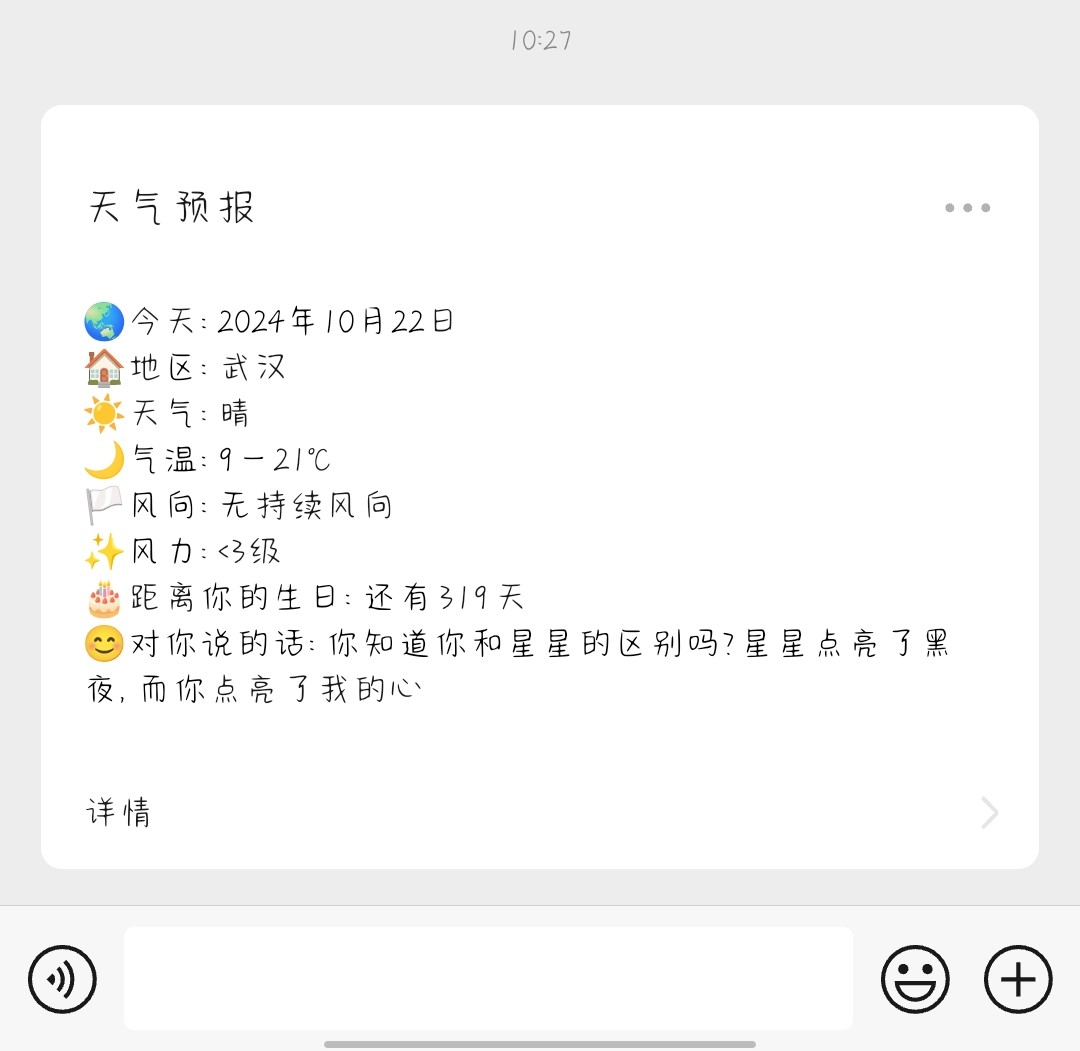 10:27
天气预报
🌏今天: 2024年10月22日
🏠地区: 武汉
☀️天气: 晴
🌙气温: 9－21℃
🏳️风向: 无持续风向
✨风力: <3级
🎂距离你的生日: 还有319天
😊对你说的话: 你知道你和星星的区别吗?星星点亮了黑
夜, 而你点亮了我的心
详情